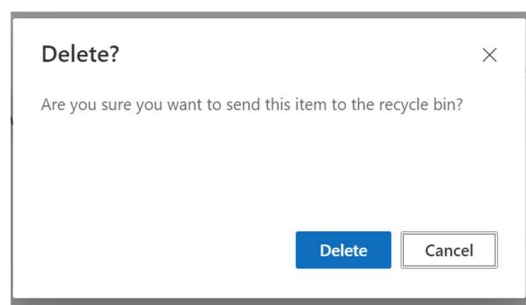 Delete?
Are you sure you want to send this item to the recycle bin?
Delete Cancel